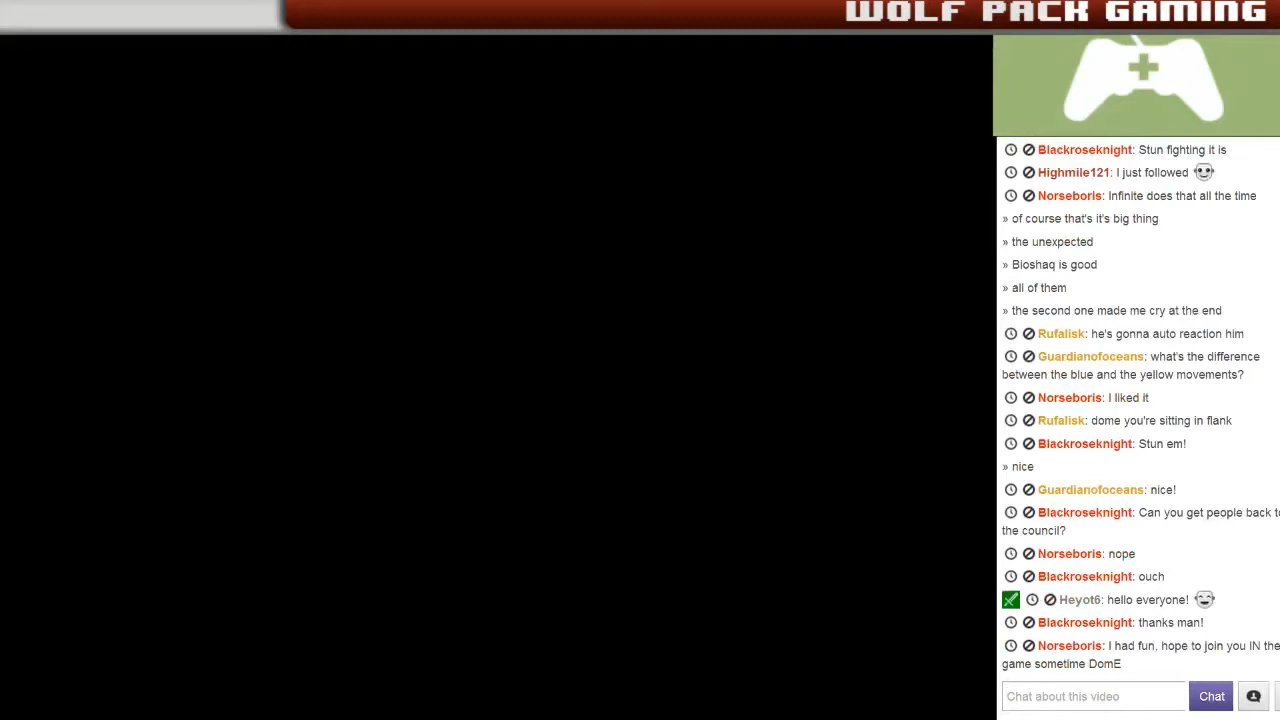 WOLF PACK GAMING
Blackroseknight: Stun fighting it is
Highmile121: I just followed
Norseboris: Infinite does that all the time
» of course that's it's big thing
» the unexpected
» Bioshaq is good
» all of them
» the second one made me cry at the end
Rufalisk: he's gonna auto reaction him
Guardianofoceans: what's the difference
between the blue and the yellow movements?
Norseboris: I liked it
Rufalisk: dome you're sitting in flank
Blackroseknight: Stun em!
» nice
Guardianofoceans: nice!
Blackroseknight: Can you get people back to
the council?
Norseboris: nope
Blackroseknight: ouch
Heyot6: hello everyone!
Blackroseknight: thanks man!
Norseboris: I had fun, hope to join you IN the
game sometime DomE
Chat about this video Chat